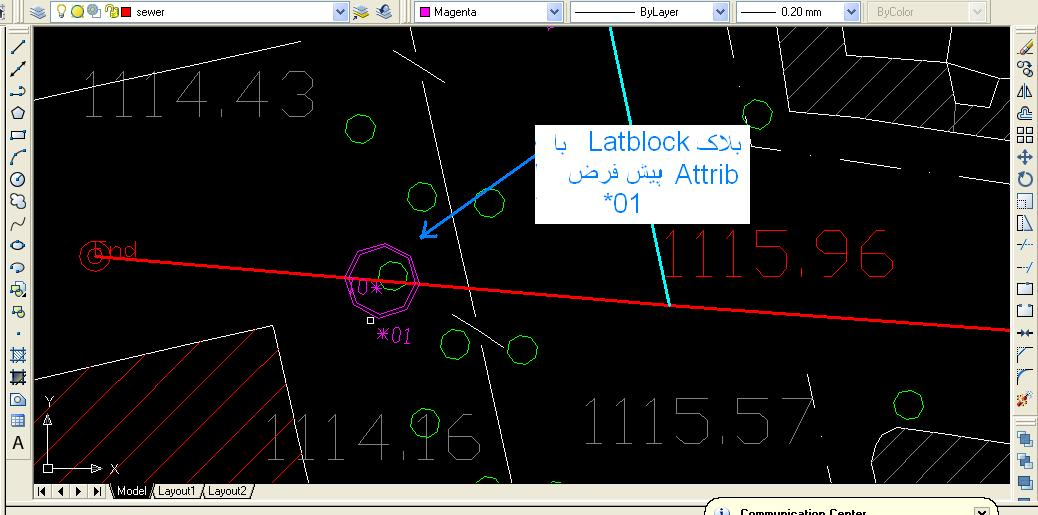 sewer
Magenta
ByLayer
0.20 mm
ByColor
1114.43
بلاک Latblock با
Attrib پیش فرض
*01
1115.96
End
*01
1115.57
1114.16
Y
X
A
Model Layout1 Layout2
Communication Center